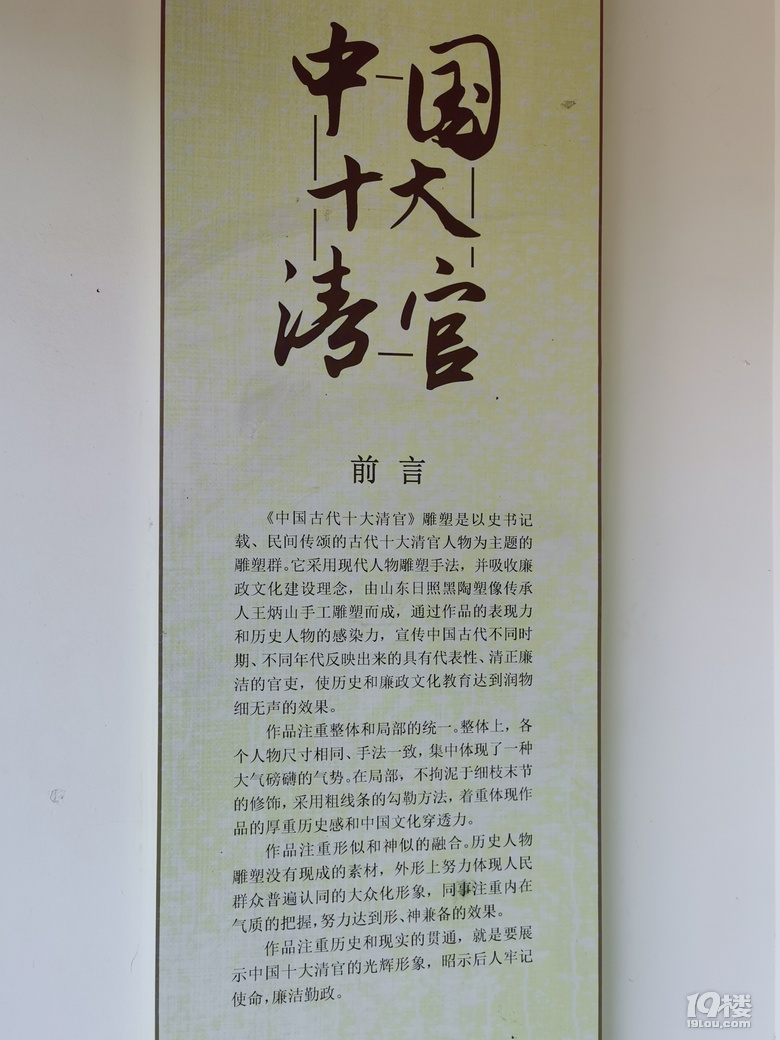 中国
十大
清官
前言
《中国古代十大清官》雕塑是以史书记
载、民间传颂的古代十大清官人物为主题的
雕塑群。它采用现代人物雕塑手法,并吸收廉
政文化建设理念，由山东日照黑陶塑像传承
人王炳山手工雕塑而成，通过作品的表现力
和历史人物的感染力，宣传中国古代不同时
期、不同年代反映出来的具有代表性、清正廉
洁的官吏，使历史和廉政文化教育达到润物
细无声的效果。
作品注重整体和局部的统一。整体上，各
个人物尺寸相同、手法一致，集中体现了一种
大气磅礴的气势。在局部，不拘泥于细枝末节
的修饰，采用粗线条的勾勒方法，着重体现作
品的厚重历史感和中国文化穿透力。
作品注重形似和神似的融合。历史人物
雕塑没有现成的素材，外形上努力体现人民
群众普遍认同的大众化形象，同事注重内在
气质的把握,努力达到形、神兼备的效果。
作品注重历史和现实的贯通，就是要展
示中国十大清官的光辉形象，昭示后人牢记
使命,廉洁勤政。
19楼
19lou.com